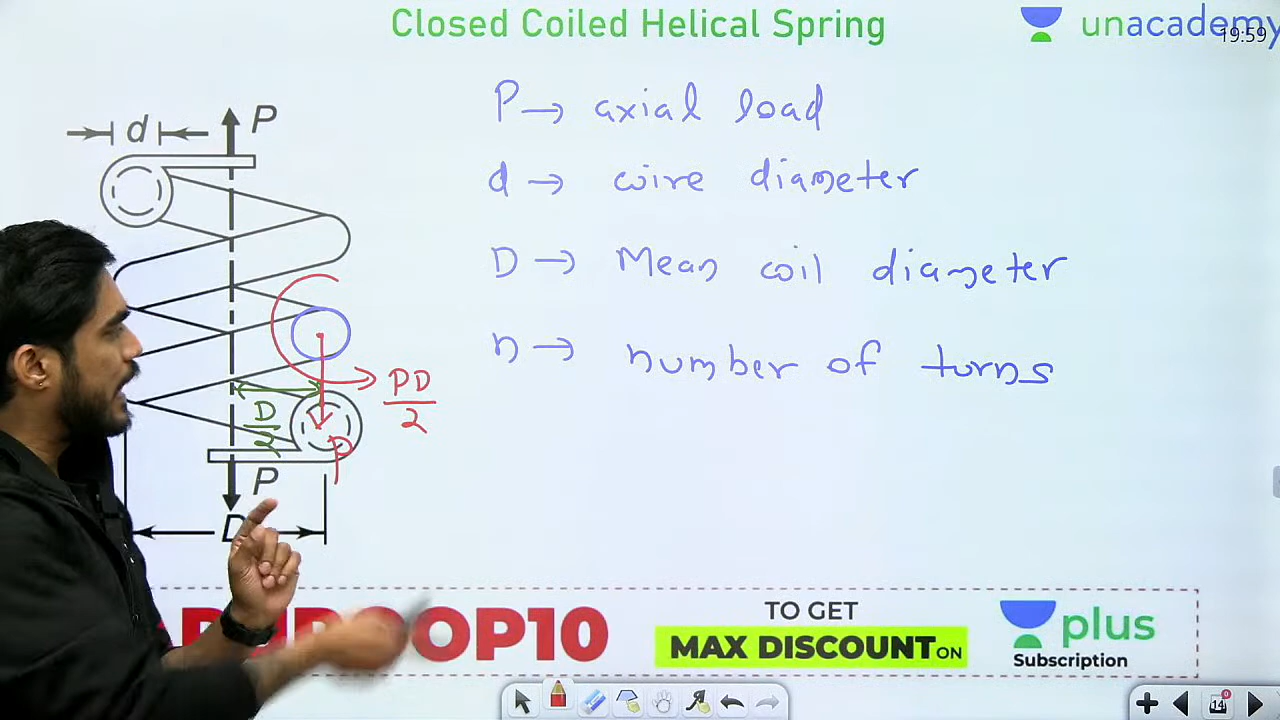 Closed Coiled Helical Spring
unacademy
19:59
P → axial load
d → wire diameter
D → Mean coil diameter
n → number of turns
d
P
PD/2
D/2
P
P
D
TO GET
MAX DISCOUNT ON
plus
Subscription
14